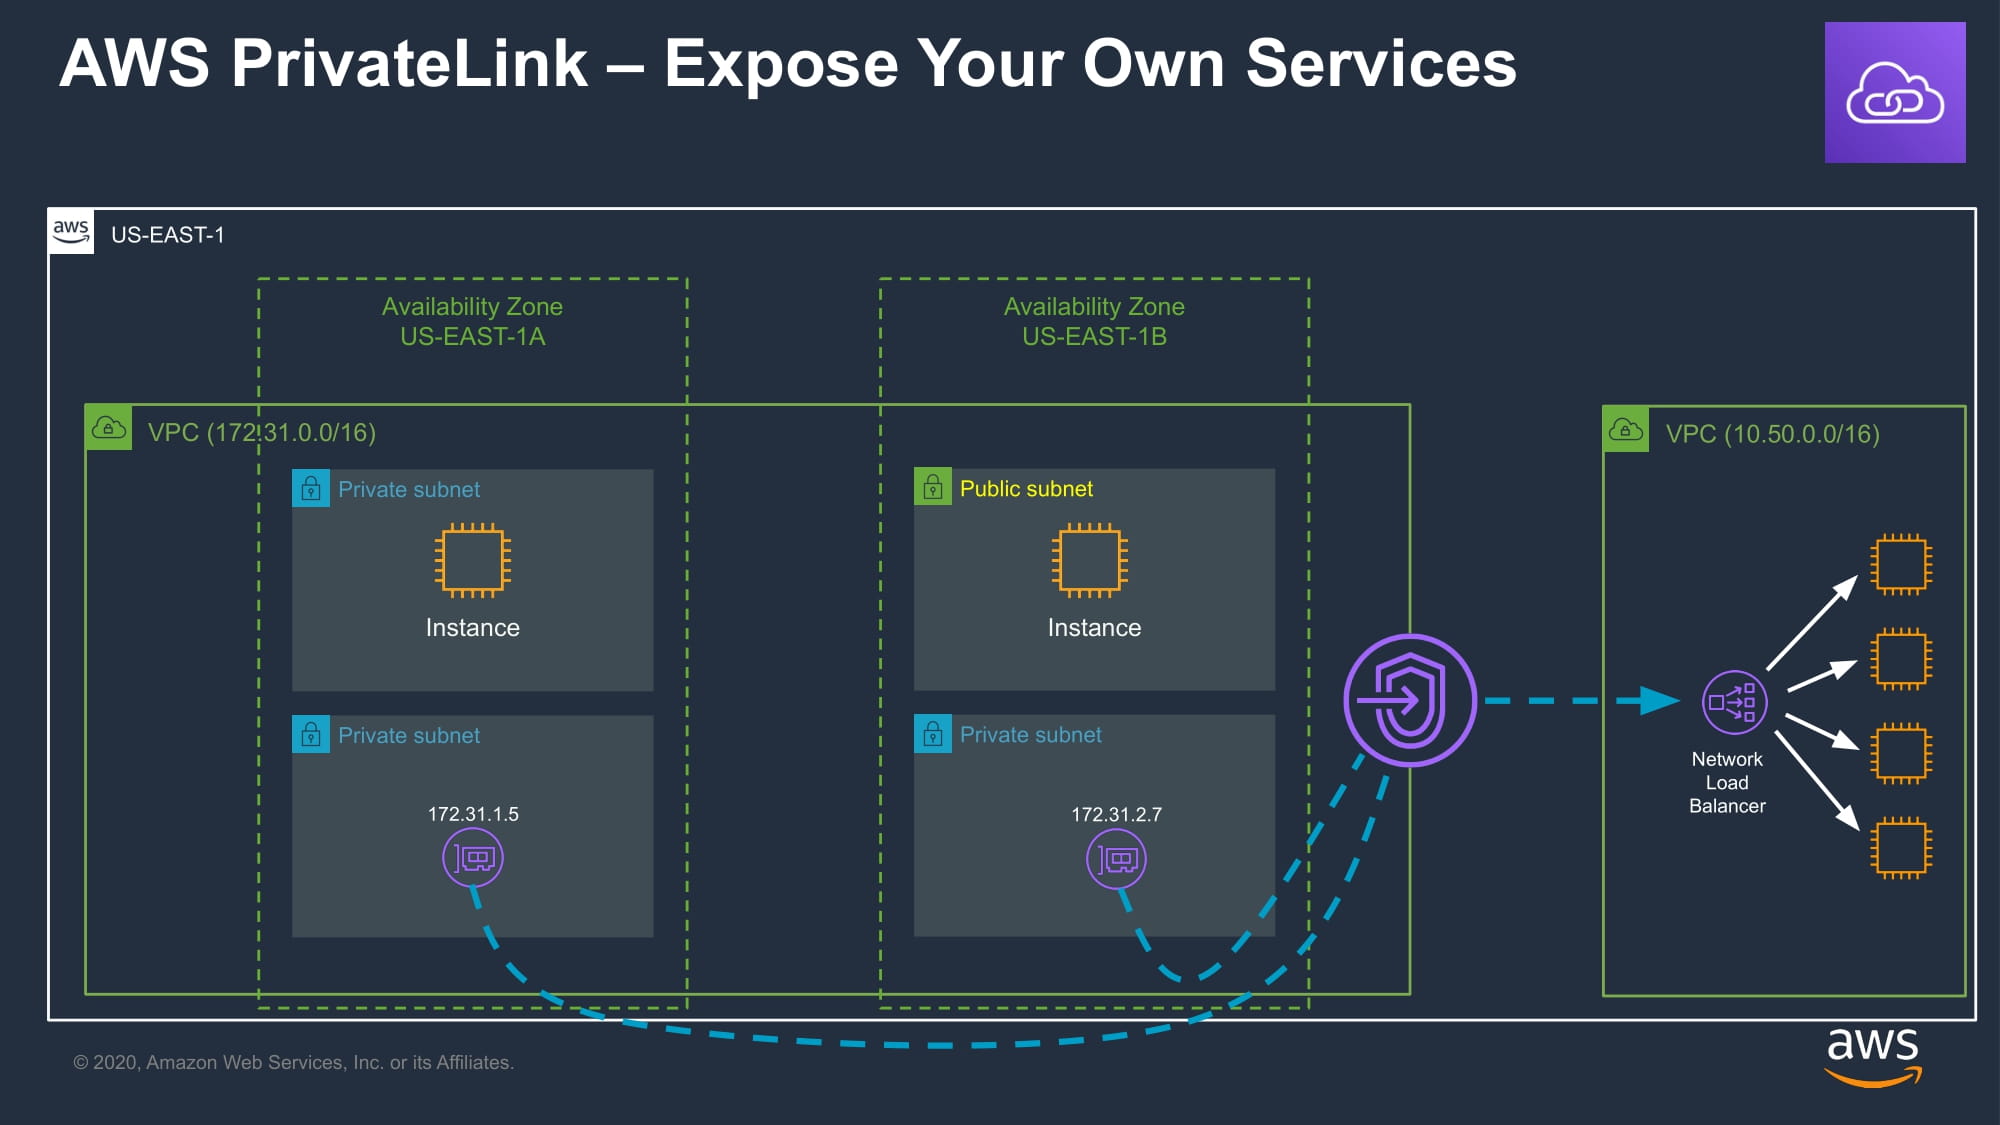 AWS PrivateLink – Expose Your Own Services
aws
US-EAST-1
Availability Zone
US-EAST-1A
Availability Zone
US-EAST-1B
VPC (172.31.0.0/16)
VPC (10.50.0.0/16)
Private subnet
Instance
Public subnet
Instance
Private subnet
172.31.1.5
Private subnet
172.31.2.7
Network
Load
Balancer
© 2020, Amazon Web Services, Inc. or its Affiliates.
aws